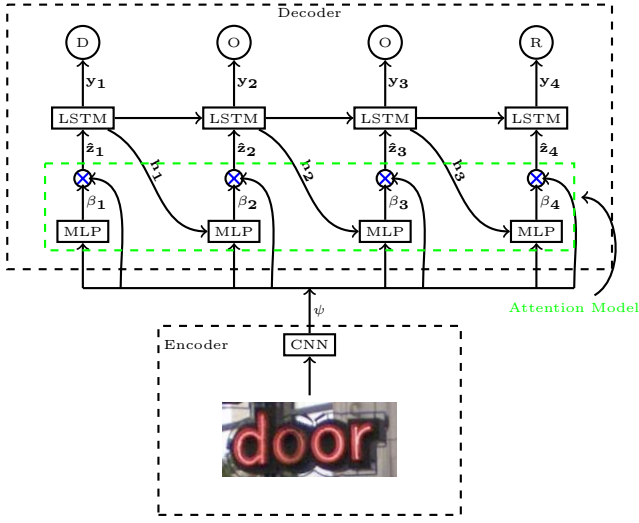 Decoder
D O O R
y₁ y₂ y₃ y₄
LSTM LSTM LSTM LSTM
ẑ₁ ẑ₂ ẑ₃ ẑ₄
h₁ h₂ h₃
β₁ β₂ β₃ β₄
MLP MLP MLP MLP
Attention Model
ψ
Encoder
CNN
door